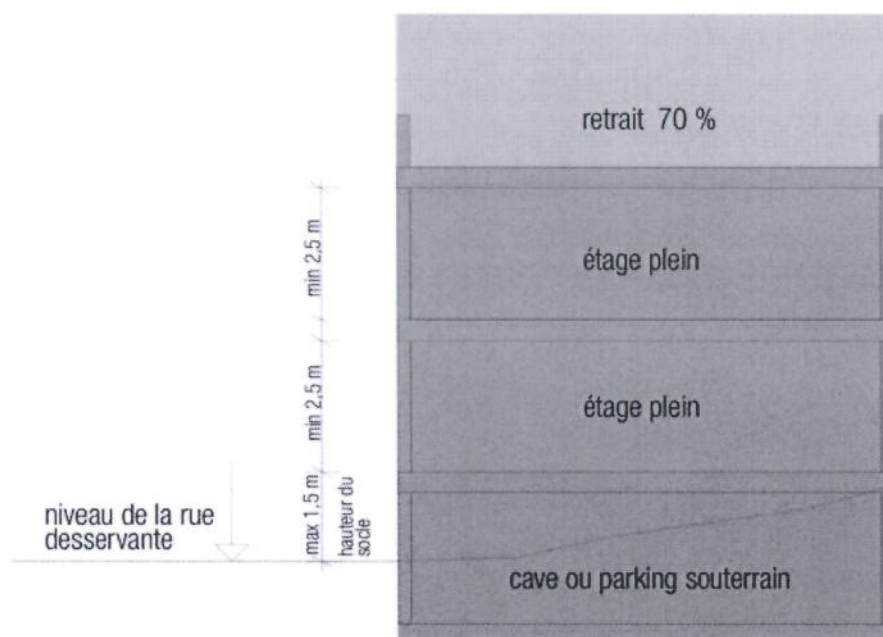 retrait 70 %
min 2,5 m
étage plein
min 2,5 m
étage plein
max 1,5 m
hauteur du
socle
niveau de la rue
desservante
cave ou parking souterrain